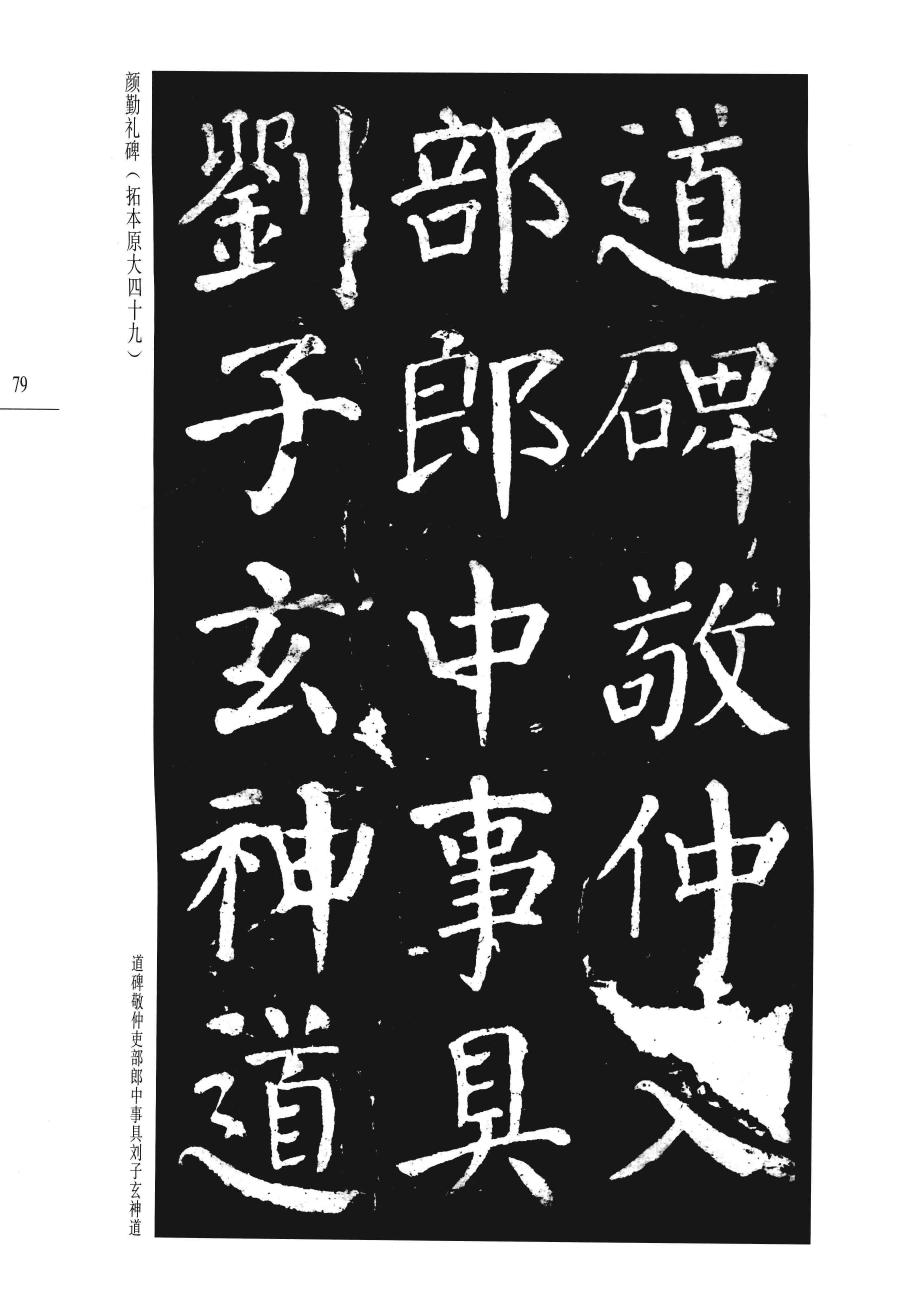 道碑敬仲
部郎中事具
劉子玄神道
颜勤礼碑（拓本原大四十九）
79
道碑敬仲吏部郎中事具刘子玄神道